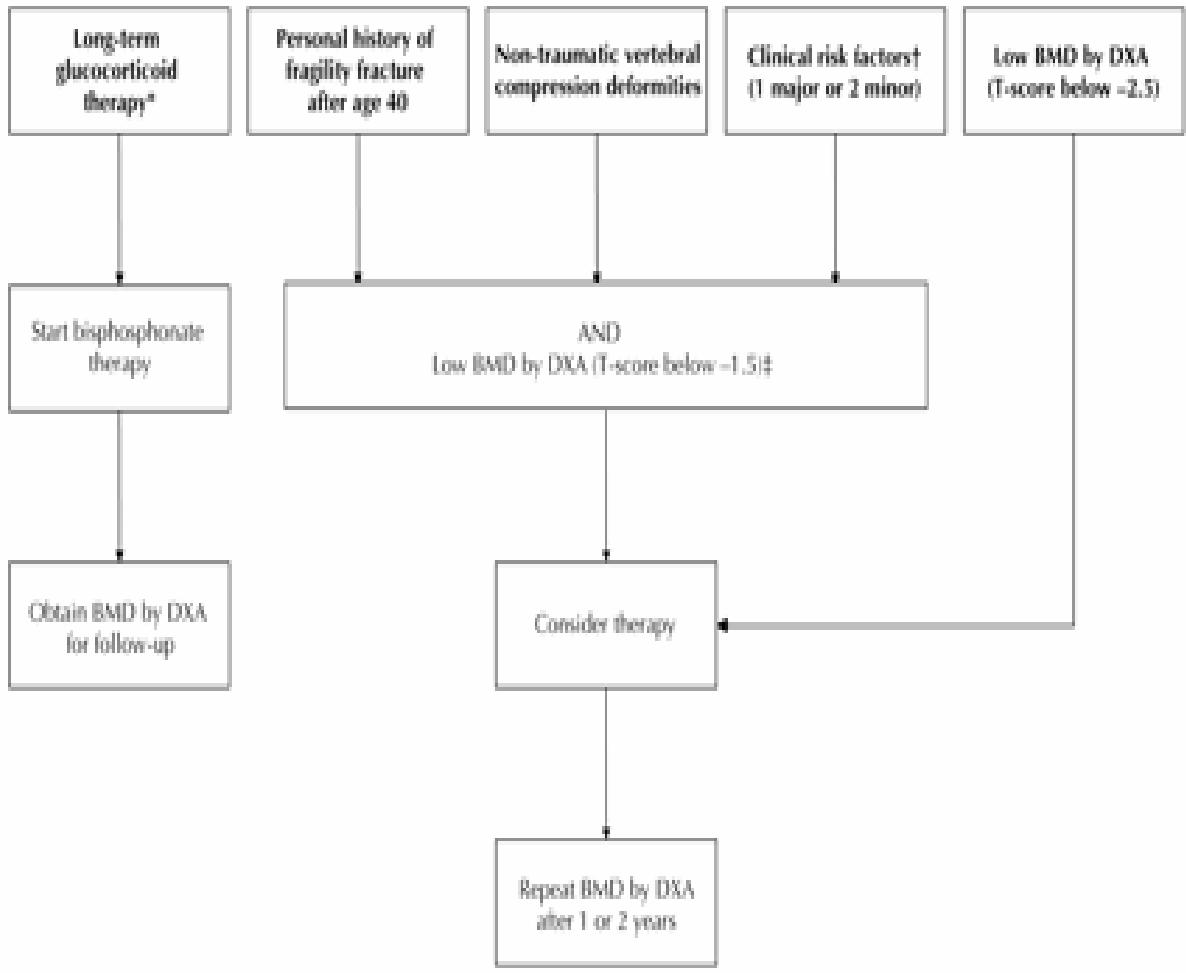 Long-term
glucocorticoid
therapy*
Personal history of
fragility fracture
after age 40
Non-traumatic vertebral
compression deformities
Clinical risk factors†
(1 major or 2 minor)
Low BMD by DXA
(T-score below –2.5)
Start bisphosphonate
therapy
AND
Low BMD by DXA (T-score below –1.5)‡
Obtain BMD by DXA
for follow-up
Consider therapy
Repeat BMD by DXA
after 1 or 2 years